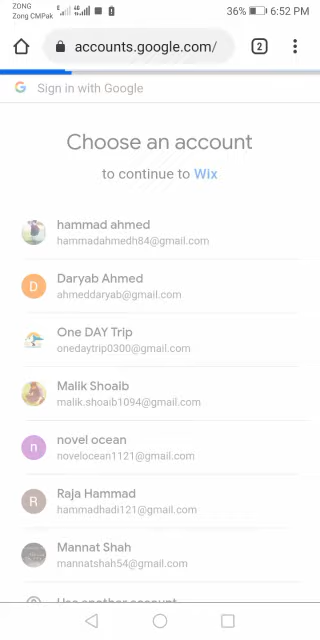 ZONG
Zong CMPak
36% 6:52 PM
accounts.google.com/
2
Sign in with Google
Choose an account
to continue to Wix
hammad ahmed
hammadahmedh84@gmail.com
D
Daryab Ahmed
ahmeddaryab@gmail.com
One DAY Trip
onedaytrip0300@gmail.com
Malik Shoaib
malik.shoaib1094@gmail.com
n
novel ocean
novelocean1121@gmail.com
R
Raja Hammad
hammadhadi121@gmail.com
Mannat Shah
mannatshah54@gmail.com
Use another account